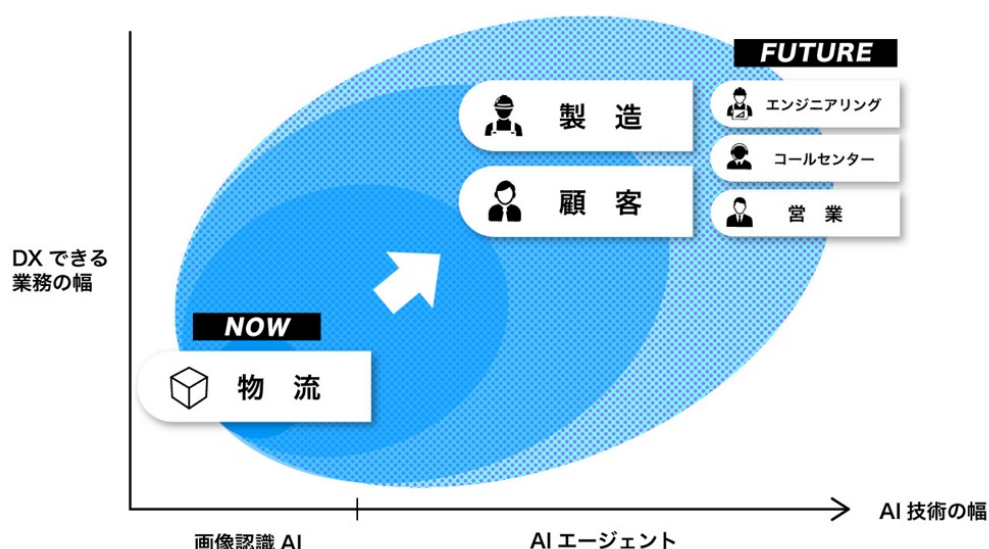 FUTURE
製 造
エンジニアリング
コールセンター
顧 客
営 業
DX できる
業務の幅
NOW
物 流
AI 技術の幅
画像認識 AI
AI エージェント